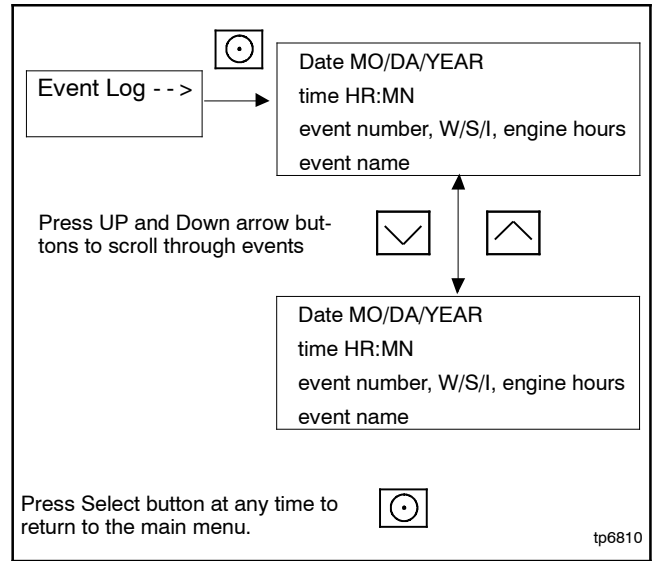 Event Log - - >
Date MO/DA/YEAR
time HR:MN
event number, W/S/I, engine hours
event name
Press UP and Down arrow but-
tons to scroll through events
Date MO/DA/YEAR
time HR:MN
event number, W/S/I, engine hours
event name
Press Select button at any time to
return to the main menu.
tp6810